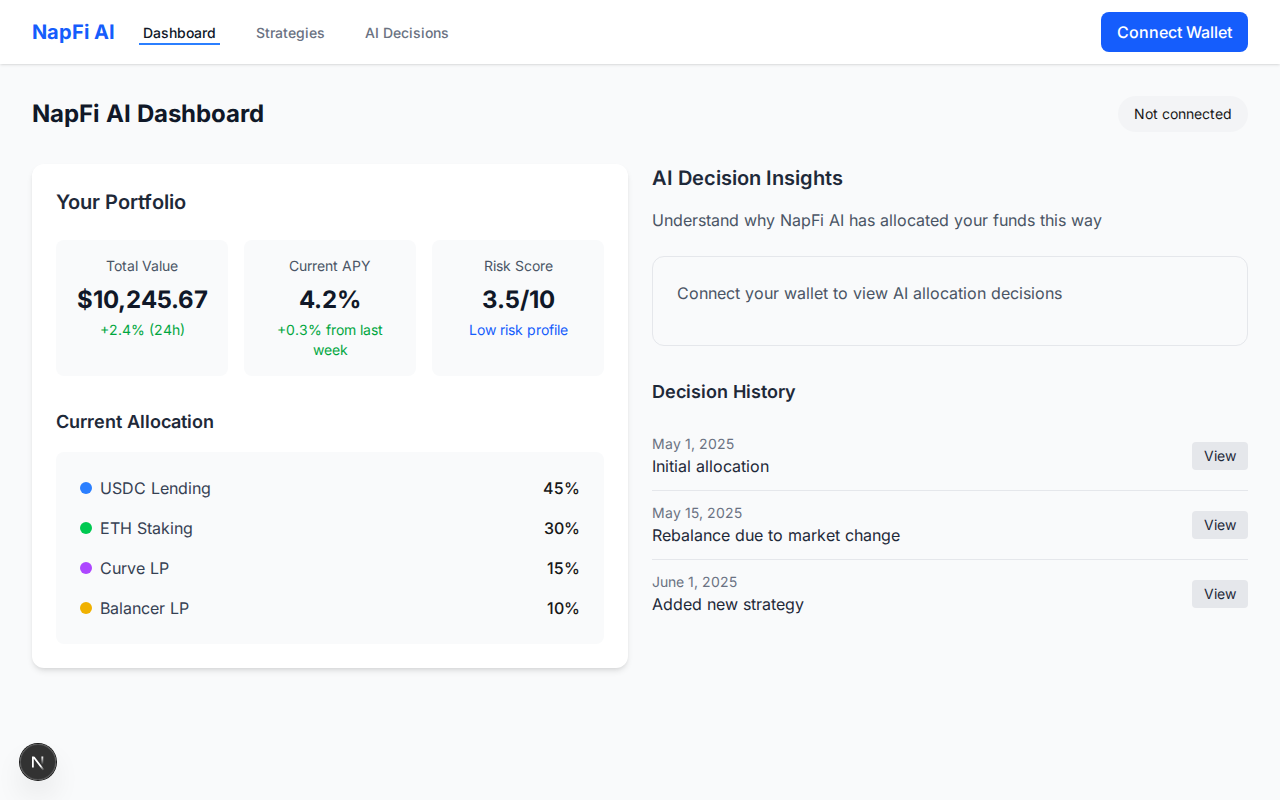 NapFi AI
Dashboard
Strategies
AI Decisions
Connect Wallet
NapFi AI Dashboard
Not connected
Your Portfolio
Total Value
$10,245.67
+2.4% (24h)
Current APY
4.2%
+0.3% from last
week
Risk Score
3.5/10
Low risk profile
Current Allocation
USDC Lending 45%
ETH Staking 30%
Curve LP 15%
Balancer LP 10%
AI Decision Insights
Understand why NapFi AI has allocated your funds this way
Connect your wallet to view AI allocation decisions
Decision History
May 1, 2025
Initial allocation
View
May 15, 2025
Rebalance due to market change
View
June 1, 2025
Added new strategy
View
N